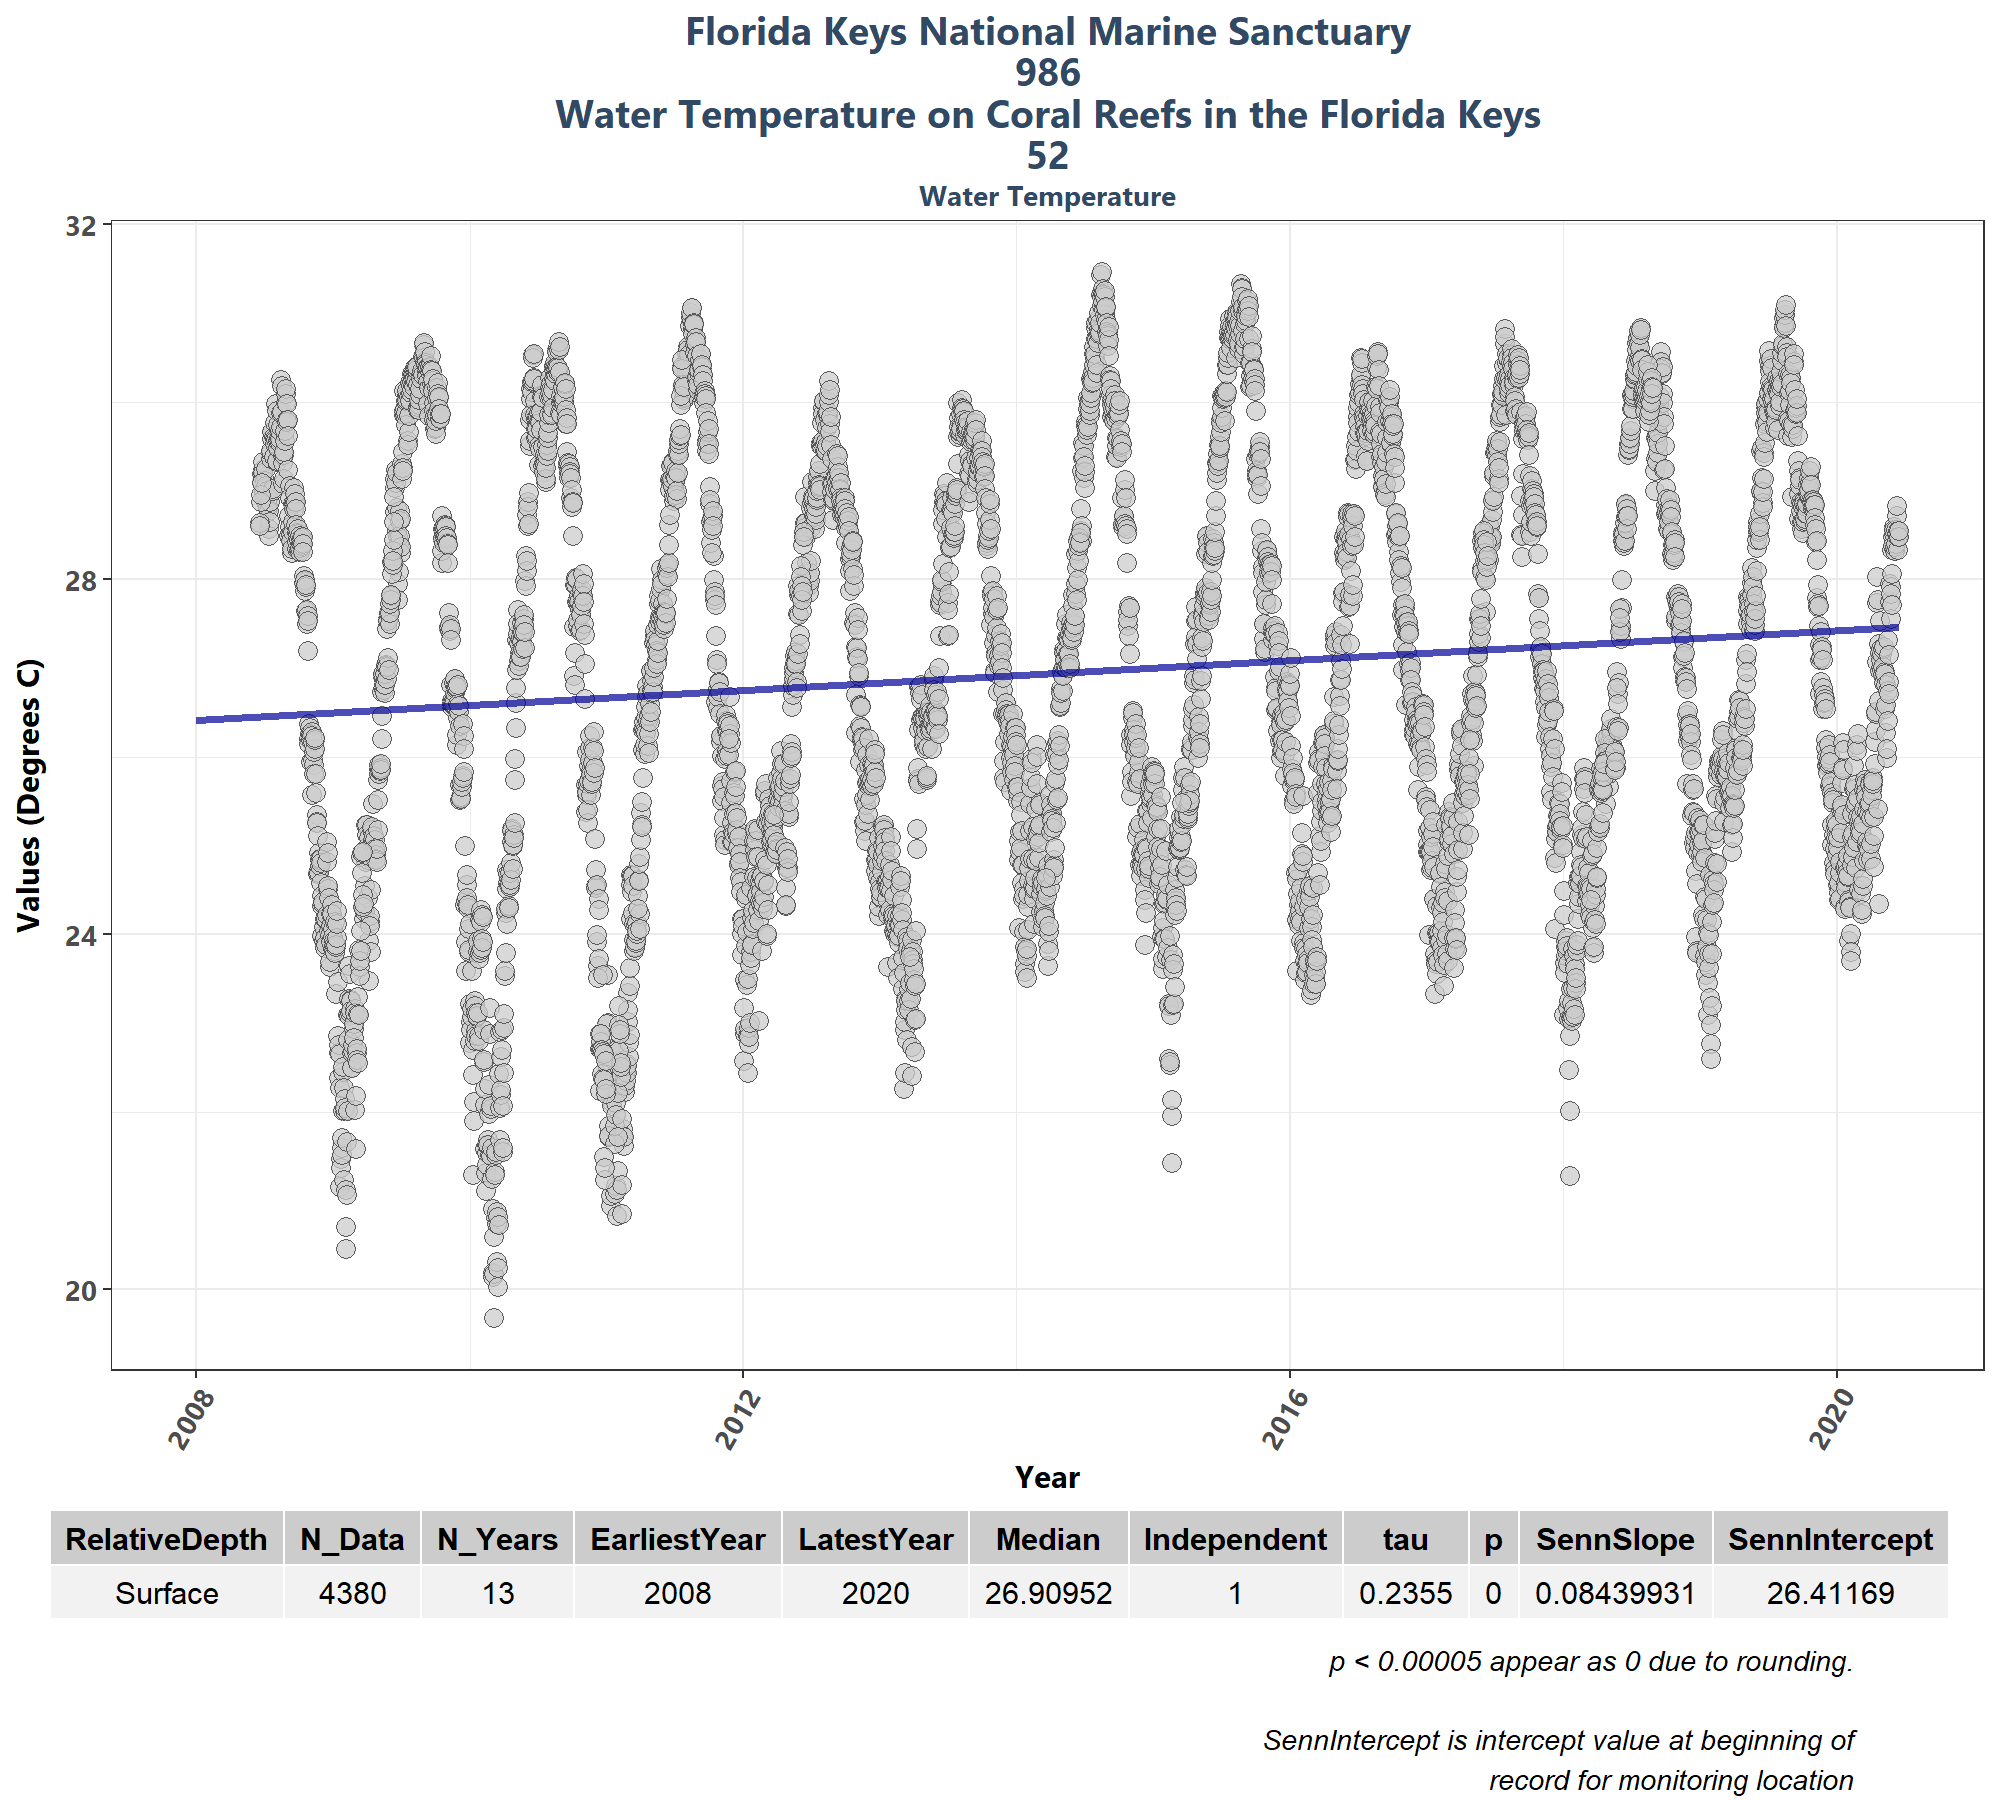 Florida Keys National Marine Sanctuary
986
Water Temperature on Coral Reefs in the Florida Keys
52
Water Temperature
32
28
24
20
Values (Degrees C)
2008
2012
2016
2020
Year
RelativeDepth N_Data N_Years EarliestYear LatestYear Median Independent tau p SennSlope SennIntercept
Surface 4380 13 2008 2020 26.90952 1 0.2355 0 0.08439931 26.41169
p < 0.00005 appear as 0 due to rounding.
SennIntercept is intercept value at beginning of
record for monitoring location